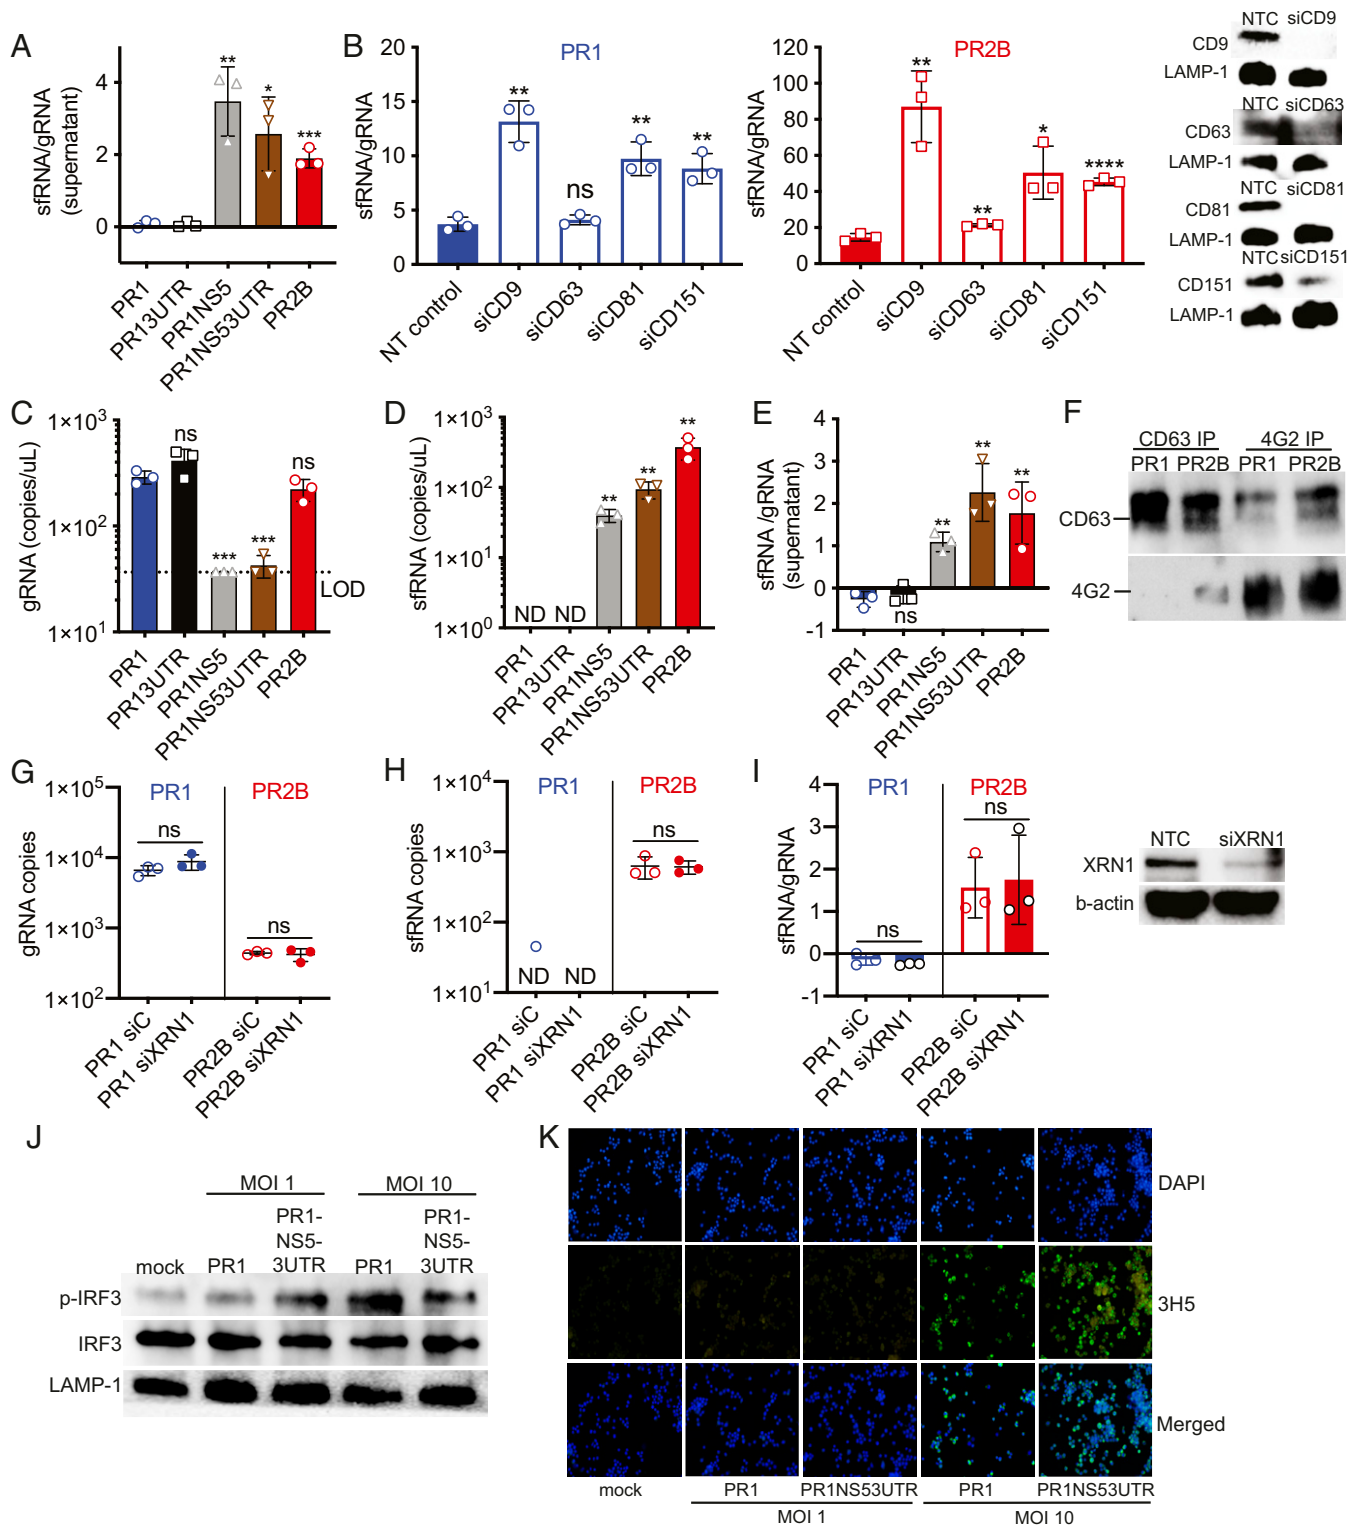 A
sfRNA/gRNA
(supernatant)
4
2
0
**
*
***
PR1
PR13UTR
PR1NS5
PR1NS53UTR
PR2B
B
PR1
sfRNA/gRNA
20
15
10
5
0
**
ns
**
**
NT control
siCD9
siCD63
siCD81
siCD151
PR2B
sfRNA/gRNA
120
100
80
60
40
20
0
**
**
*
****
NT control
siCD9
siCD63
siCD81
siCD151
NTC siCD9
CD9
LAMP-1
NTC siCD63
CD63
LAMP-1
NTC siCD81
CD81
LAMP-1
NTC siCD151
CD151
LAMP-1
C
gRNA (copies/uL)
1×10³
1×10²
1×10¹
ns
***
***
ns
LOD
PR1
PR13UTR
PR1NS5
PR1NS53UTR
PR2B
D
sfRNA (copies/uL)
1×10³
1×10²
1×10¹
1×10⁰
ND
ND
**
**
**
PR1
PR13UTR
PR1NS5
PR1NS53UTR
PR2B
E
sfRNA /gRNA
(supernatant)
4
3
2
1
0
-1
ns
**
**
**
PR1
PR13UTR
PR1NS5
PR1NS53UTR
PR2B
F
CD63 IP 4G2 IP
PR1 PR2B PR1 PR2B
CD63
4G2
G
gRNA copies
1×10⁵
1×10⁴
1×10³
1×10²
PR1
PR2B
ns
ns
PR1 siC
PR1 siXRN1
PR2B siC
PR2B siXRN1
H
sfRNA copies
1×10⁴
1×10³
1×10²
1×10¹
PR1
PR2B
ns
ND
ND
PR1 siC
PR1 siXRN1
PR2B siC
PR2B siXRN1
I
sfRNA/gRNA
4
3
2
1
0
-1
PR1
PR2B
ns
ns
PR1 siC
PR1 siXRN1
PR2B siC
PR2B siXRN1
NTC siXRN1
XRN1
b-actin
J
MOI 1 MOI 10
mock
PR1
PR1-
NS5-
3UTR
PR1
PR1-
NS5-
3UTR
p-IRF3
IRF3
LAMP-1
K
DAPI
3H5
Merged
mock PR1 PR1NS53UTR PR1 PR1NS53UTR
MOI 1 MOI 10